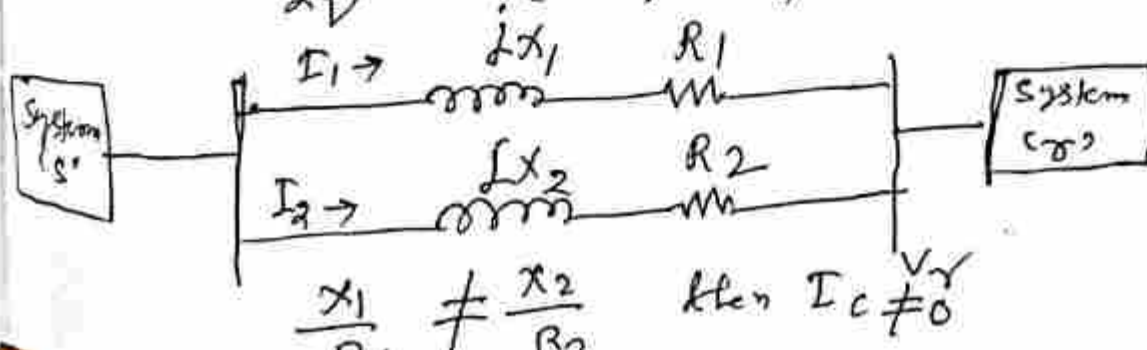 I₁ → jX₁ R1
System
's'
System
'r'
I₂ → jX₂ R2
Vr
X₁ ≠ X₂ then Ic ≠ 0
R₂